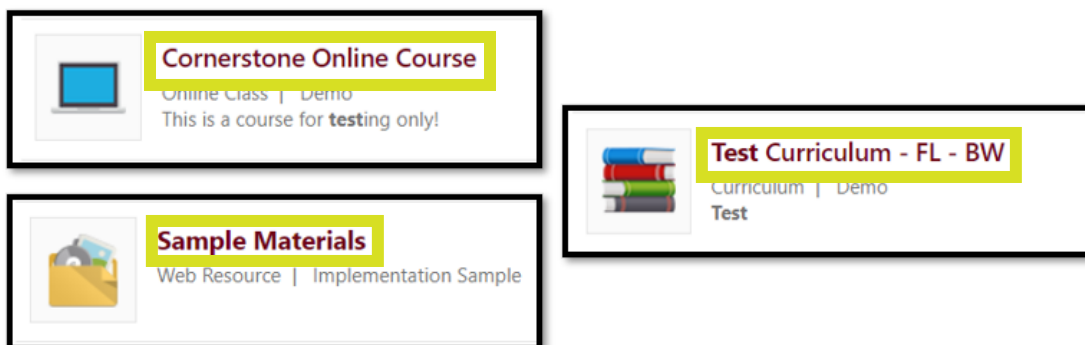 Cornerstone Online Course
Online Class | Demo
This is a course for testing only!
Sample Materials
Web Resource | Implementation Sample
Test Curriculum - FL - BW
Curriculum | Demo
Test